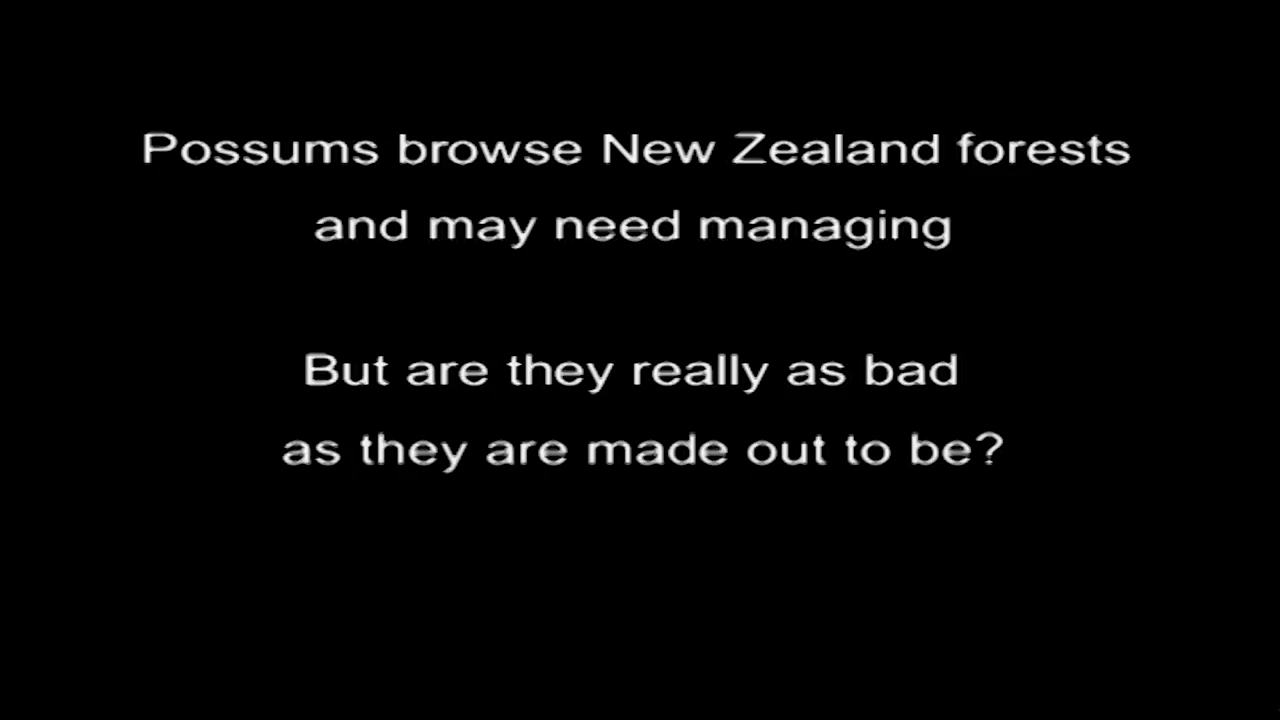 Possums browse New Zealand forests
and may need managing
But are they really as bad
as they are made out to be?